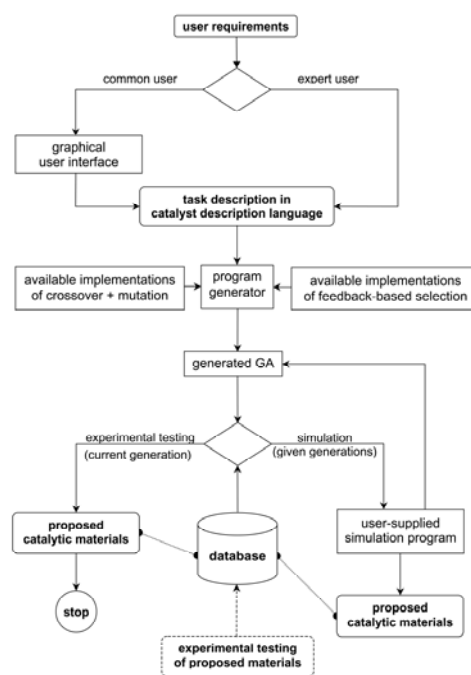 user requirements
common user
expert user
graphical
user interface
task description in
catalyst description language
available implementations
of crossover + mutation
program
generator
available implementations
of feedback-based selection
generated GA
experimental testing
(current generation)
simulation
(given generations)
proposed
catalytic materials
database
user-supplied
simulation program
stop
proposed
catalytic materials
experimental testing
of proposed materials